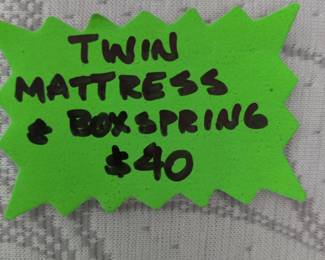 TWIN
MATTRESS
& BOXSPRING
$40